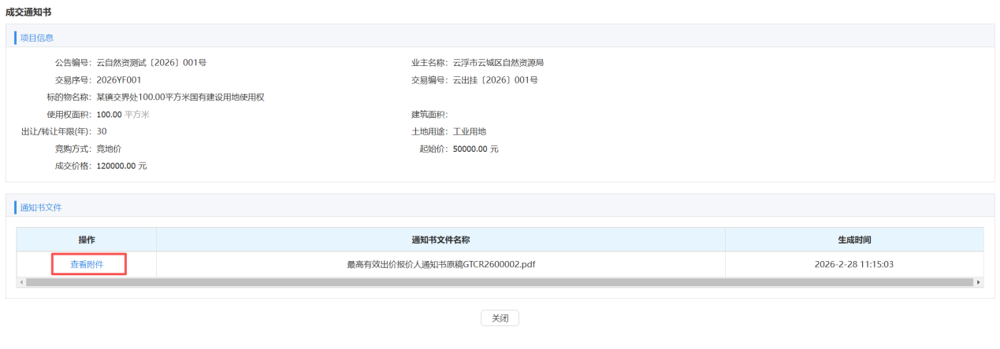 成交通知书
项目信息
公告编号：云自然资测试〔2026〕001号 业主名称：云浮市云城区自然资源局
交易序号：2026YF001 交易编号：云出挂〔2026〕001号
标的物名称：某镇交界处100.00平方米国有建设用地使用权
使用权面积：100.00 平方米 建筑面积：
出让/转让年限(年)：30 土地用途：工业用地
竞购方式：竞地价 起始价：50000.00 元
成交价格：120000.00 元
通知书文件
操作 通知书文件名称 生成时间
查看附件 最高有效出价报价人通知书原稿GTCR2600002.pdf 2026-2-28 11:15:03
关闭